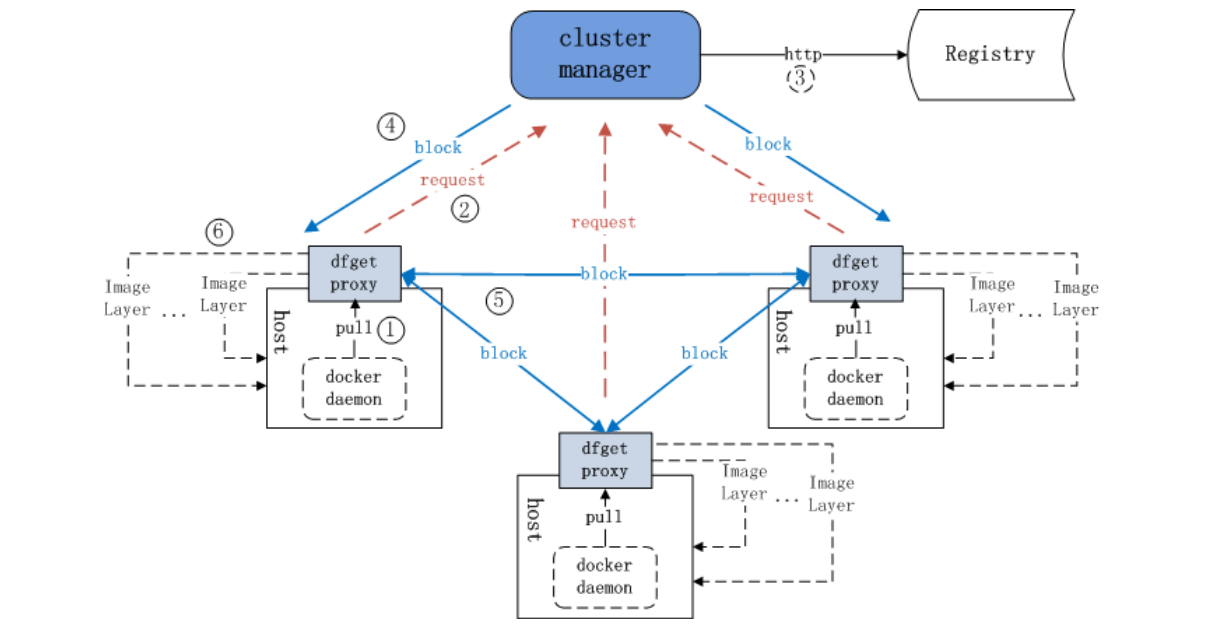 cluster
manager
http
③
Registry
④
block
block
request
②
request
request
⑥
dfget
proxy
block
dfget
proxy
Image
Layer
...
Image
Layer
⑤
Image
Layer
...
Image
Layer
host
pull
①
docker
daemon
block
block
host
pull
docker
daemon
dfget
proxy
host
pull
docker
daemon
Image
Layer
...
Image
Layer